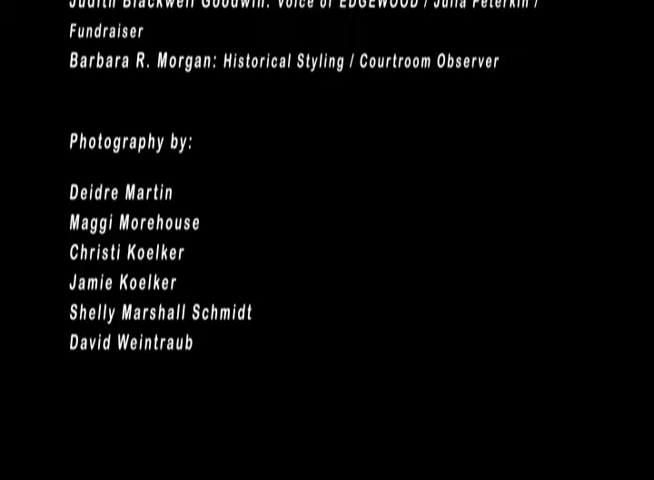 Judith Blackwell Goodwin: Voice of EDGEWOOD / Julia Peterkin /
Fundraiser
Barbara R. Morgan: Historical Styling / Courtroom Observer
Photography by:
Deidre Martin
Maggi Morehouse
Christi Koelker
Jamie Koelker
Shelly Marshall Schmidt
David Weintraub